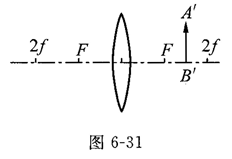 A′
2f F F 2f
B′
图 6-31